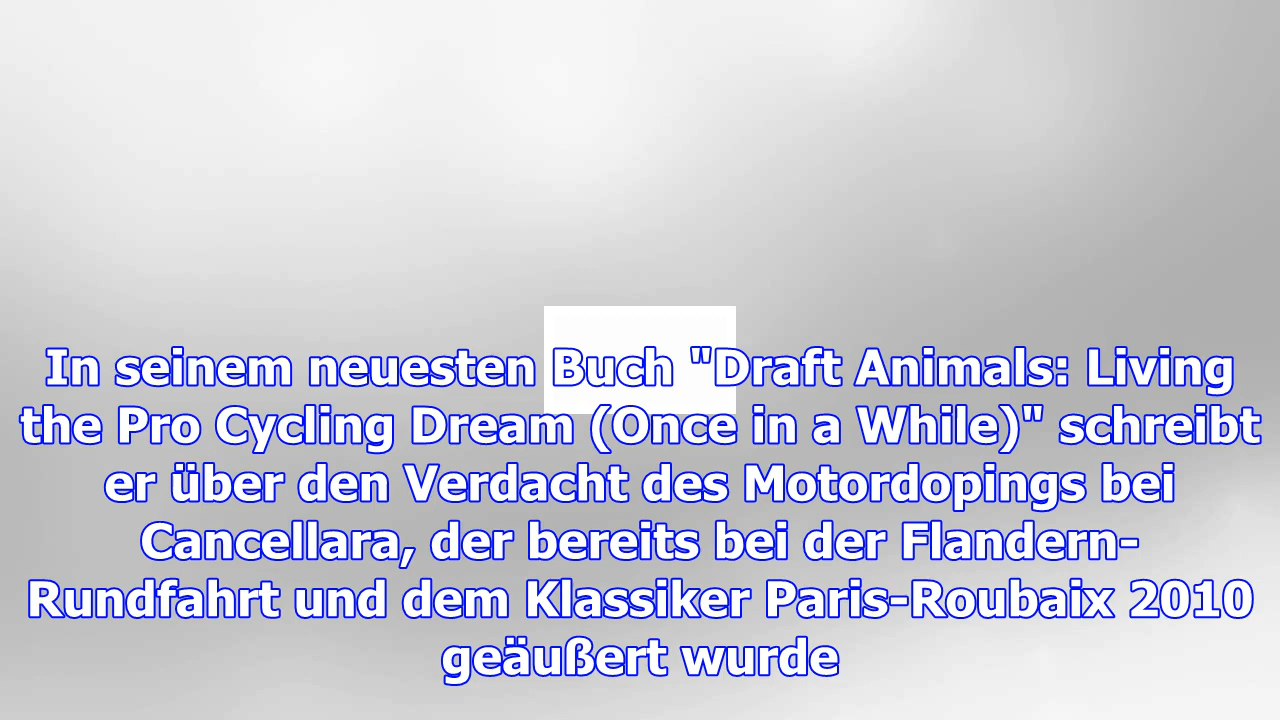 In seinem neuesten Buch "Draft Animals: Living
the Pro Cycling Dream (Once in a While)" schreibt
er über den Verdacht des Motordopings bei
Cancellara, der bereits bei der Flandern-
Rundfahrt und dem Klassiker Paris-Roubaix 2010
geäußert wurde